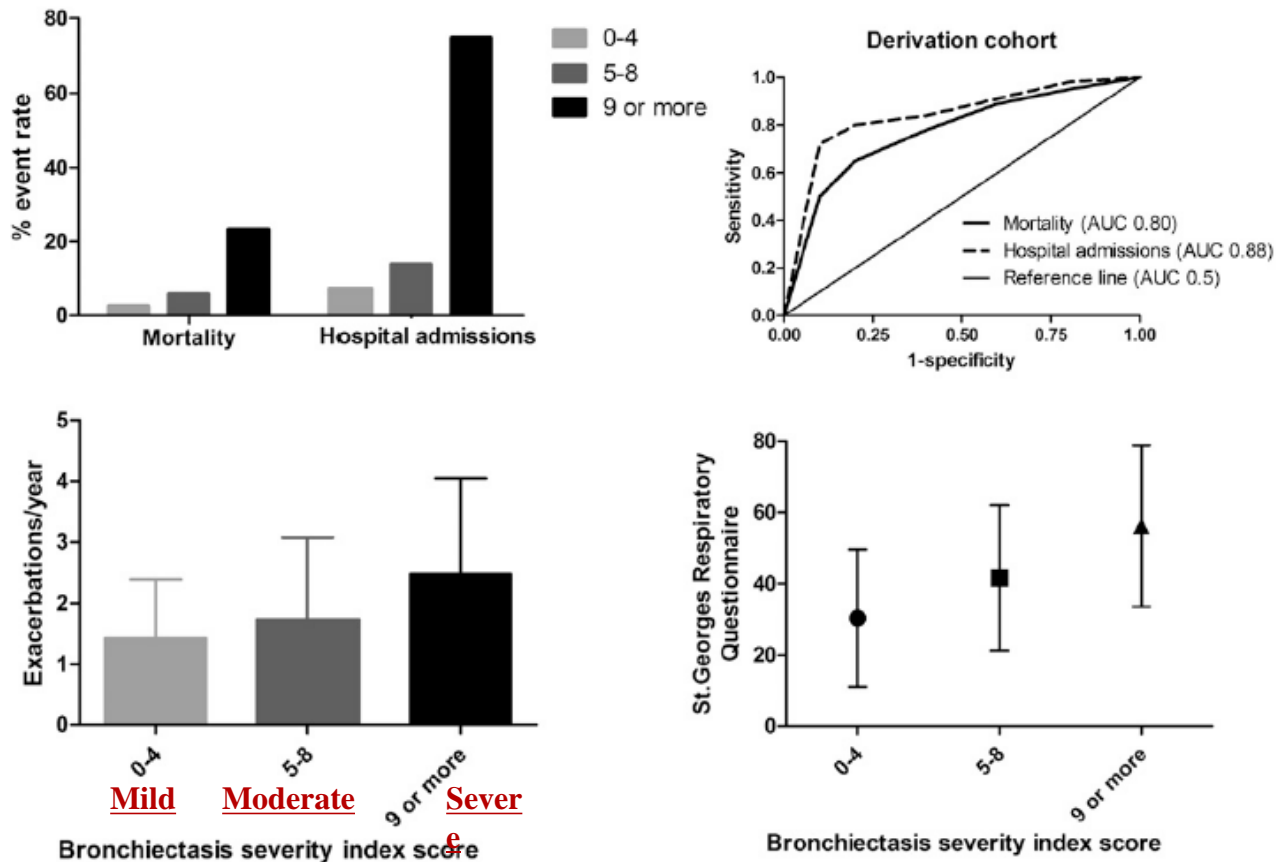 80
60
40
20
0
% event rate
Mortality
Hospital admissions
0-4
5-8
9 or more
Derivation cohort
1.0
0.8
0.6
0.4
0.2
0.0
Sensitivity
Mortality (AUC 0.80)
Hospital admissions (AUC 0.88)
Reference line (AUC 0.5)
0.00
0.25
0.50
0.75
1.00
1-specificity
5
4
3
2
1
0
Exacerbations/year
0-4
5-8
9 or more
Mild
Moderate
Sever
e
Bronchiectasis severity index score
80
60
40
20
0
St.Georges Respiratory
Questionnaire
0-4
5-8
9 or more
Bronchiectasis severity index score